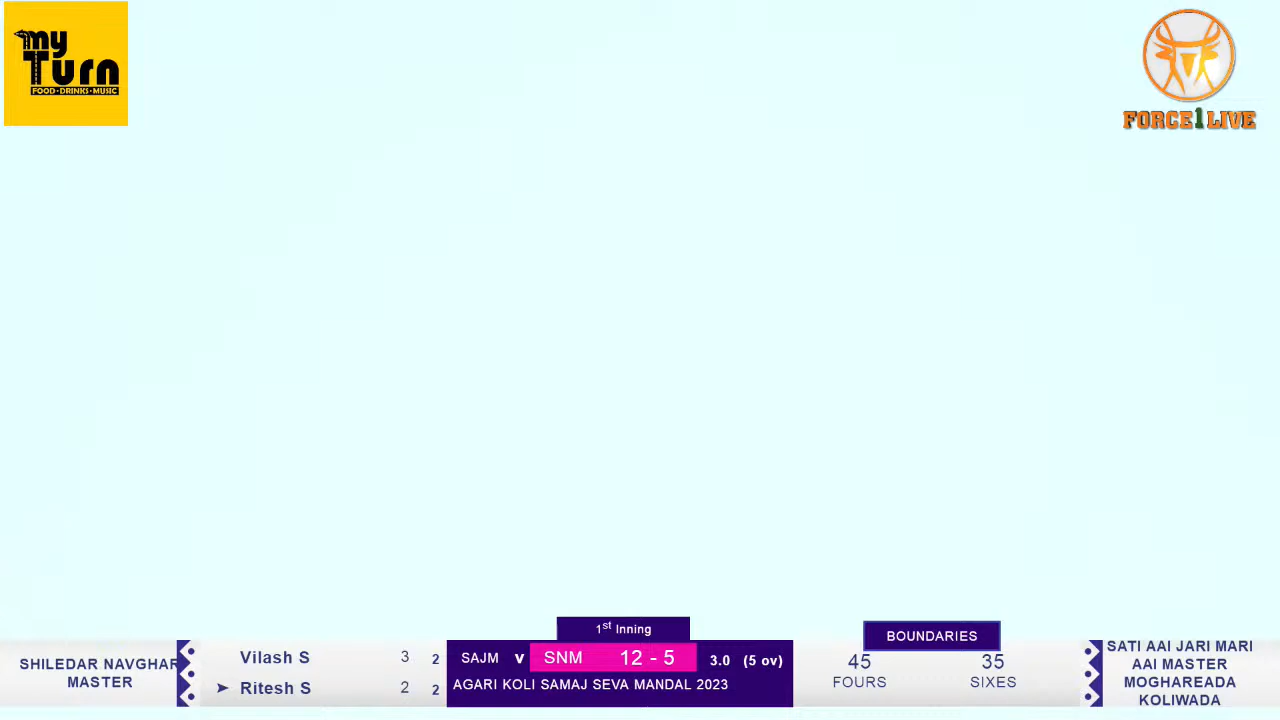 my
Turn
FOOD·DRINKS·MUSIC
FORCE1LIVE
1st Inning
BOUNDARIES
SHILEDAR NAVGHAR
MASTER
Vilash S 3 2
➤ Ritesh S 2 2
SAJM v SNM 12 - 5 3.0 (5 ov)
AGARI KOLI SAMAJ SEVA MANDAL 2023
45 35
FOURS SIXES
SATI AAI JARI MARI
AAI MASTER
MOGHAREADA
KOLIWADA